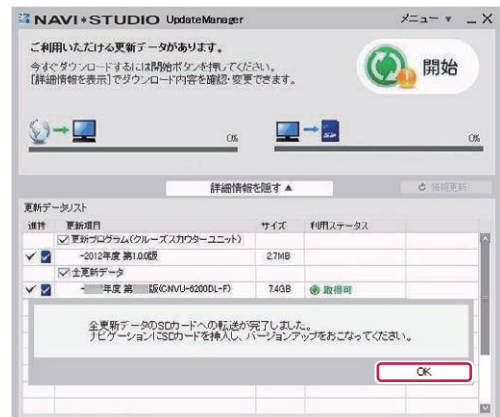 NAVI*STUDIO UpdateManager
メニュー ▼ _ X
ご利用いただける更新データがあります。
今すぐダウンロードするには開始ボタンを押してください。
[詳細情報を表示]でダウンロード内容を確認・変更できます。
開始
0%
0%
詳細情報を隠す ▲
情報更新
更新データリスト
選択 更新項目 サイズ 利用ステータス
更新プログラム(クルーズスカウターユニット)
-2012年度 第1.0.0版 2.7MB
全更新データ
- 年度 第 版(CNVU-6200DL-F) 7.4GB 取得可
全更新データのSDカードへの転送が完了しました。
ナビゲーションにSDカードを挿入し、バージョンアップをおこなってください。
OK